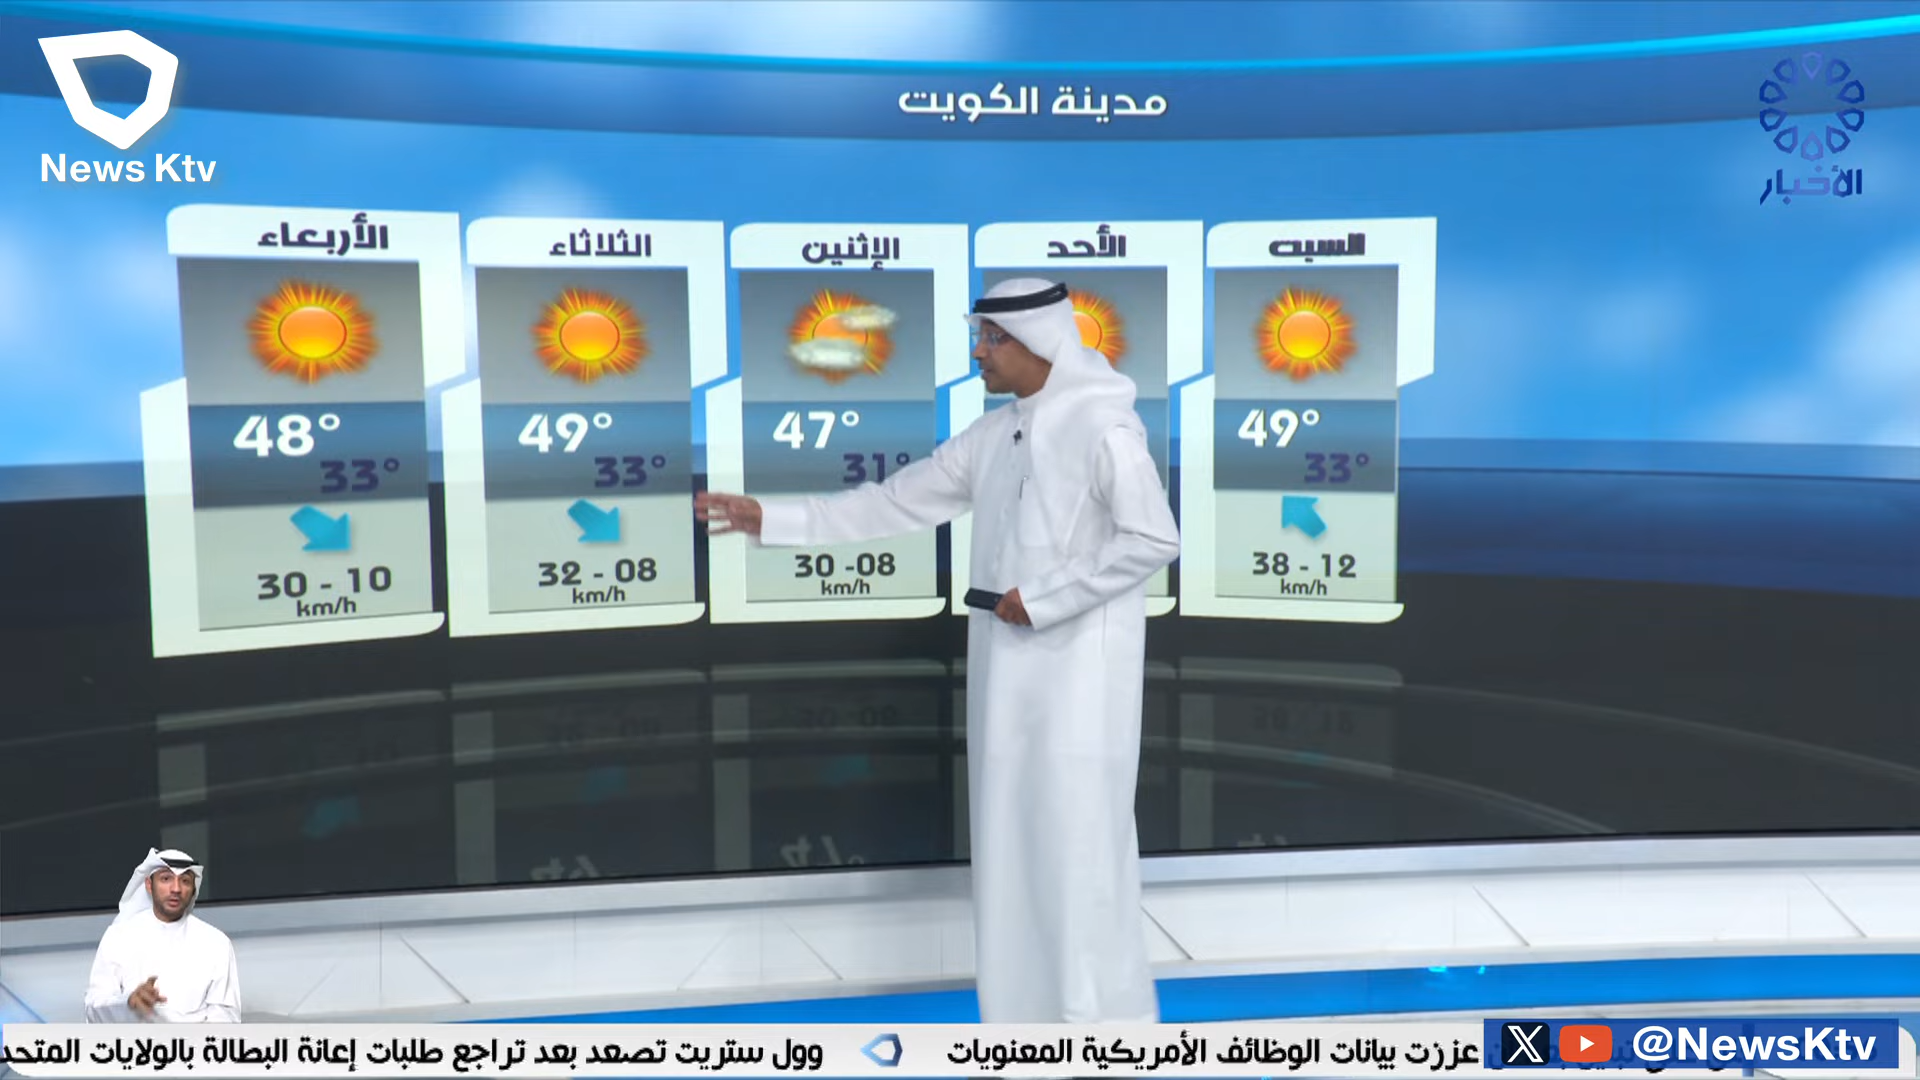 News Ktv
الأخبار
مدينة الكويت
السبت
49°
33°
38 - 12
km/h
الأحد
الإثنين
47°
31°
30 -08
km/h
الثلاثاء
49°
33°
32 - 08
km/h
الأربعاء
48°
33°
30 - 10
km/h
عززت بيانات الوظائف الأمريكية المعنويات
وول ستريت تصعد بعد تراجع طلبات إعانة البطالة بالولايات
@NewsKtv